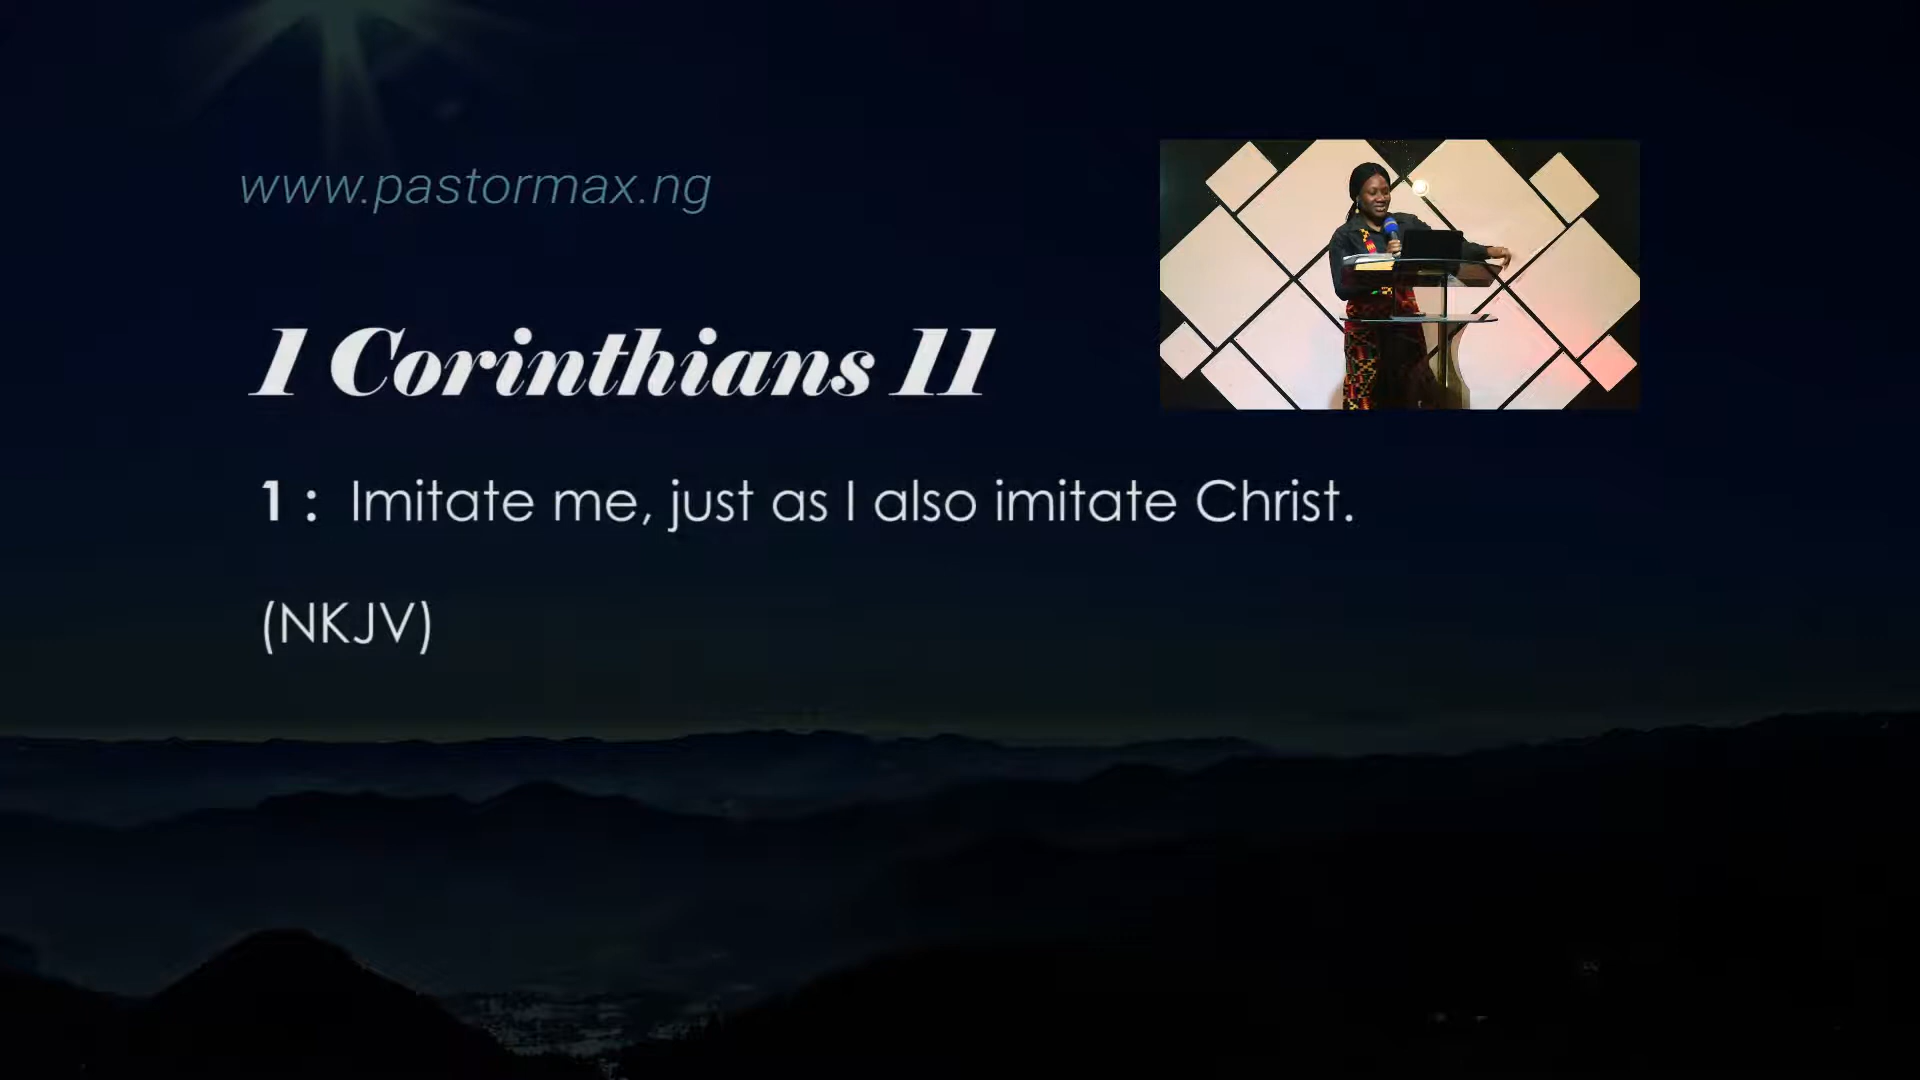 www.pastormax.ng
1 Corinthians 11
1 : Imitate me, just as I also imitate Christ.
(NKJV)